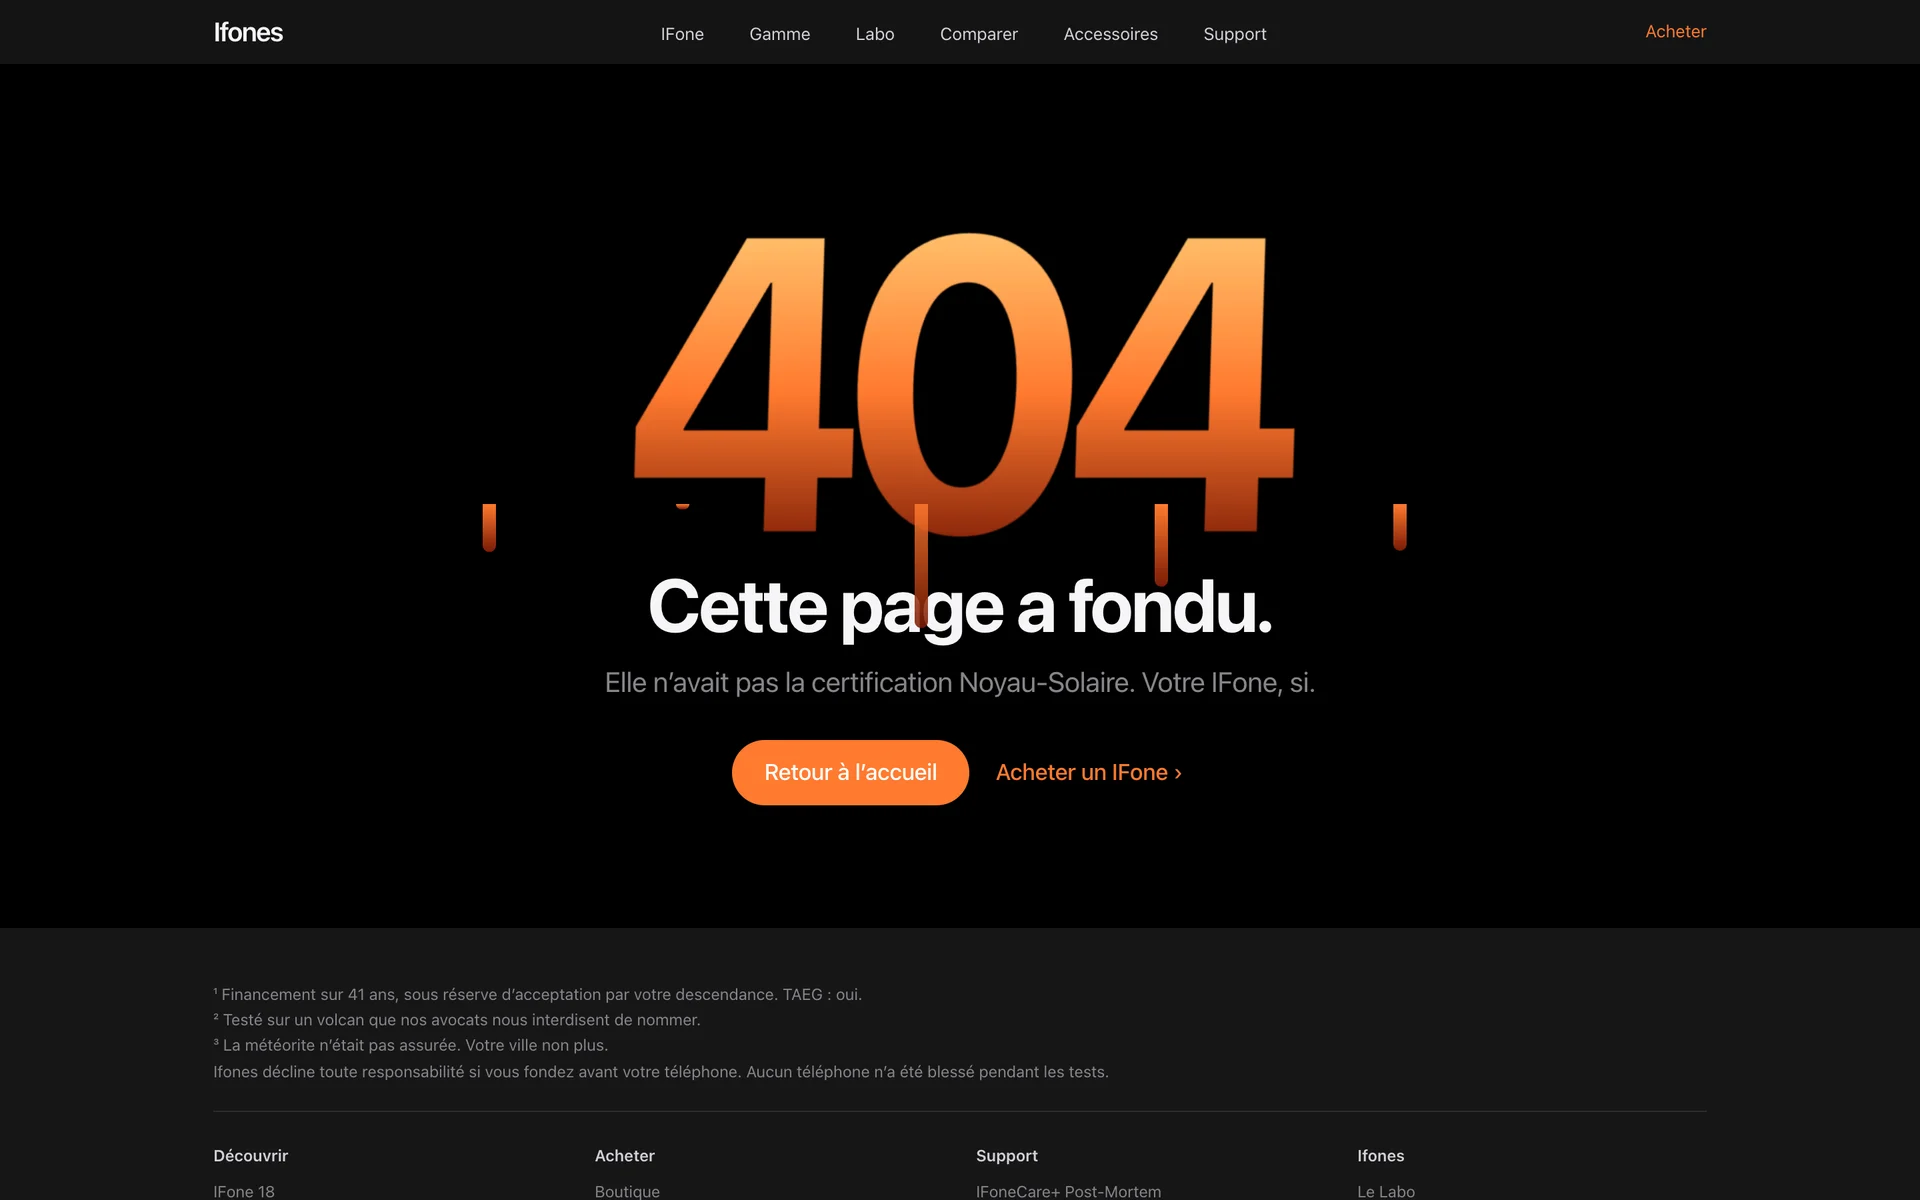 Ifones
IFone
Gamme
Labo
Comparer
Accessoires
Support
Acheter
404
Cette page a fondu.
Elle n’avait pas la certification Noyau-Solaire. Votre IFone, si.
Retour à l’accueil
Acheter un IFone ›
¹ Financement sur 41 ans, sous réserve d’acceptation par votre descendance. TAEG : oui.
² Testé sur un volcan que nos avocats nous interdisent de nommer.
³ La météorite n’était pas assurée. Votre ville non plus.
Ifones décline toute responsabilité si vous fondez avant votre téléphone. Aucun téléphone n’a été blessé pendant les tests.
Découvrir
Acheter
Support
Ifones
IFone 18
Boutique
IFoneCare+ Post-Mortem
Le Labo